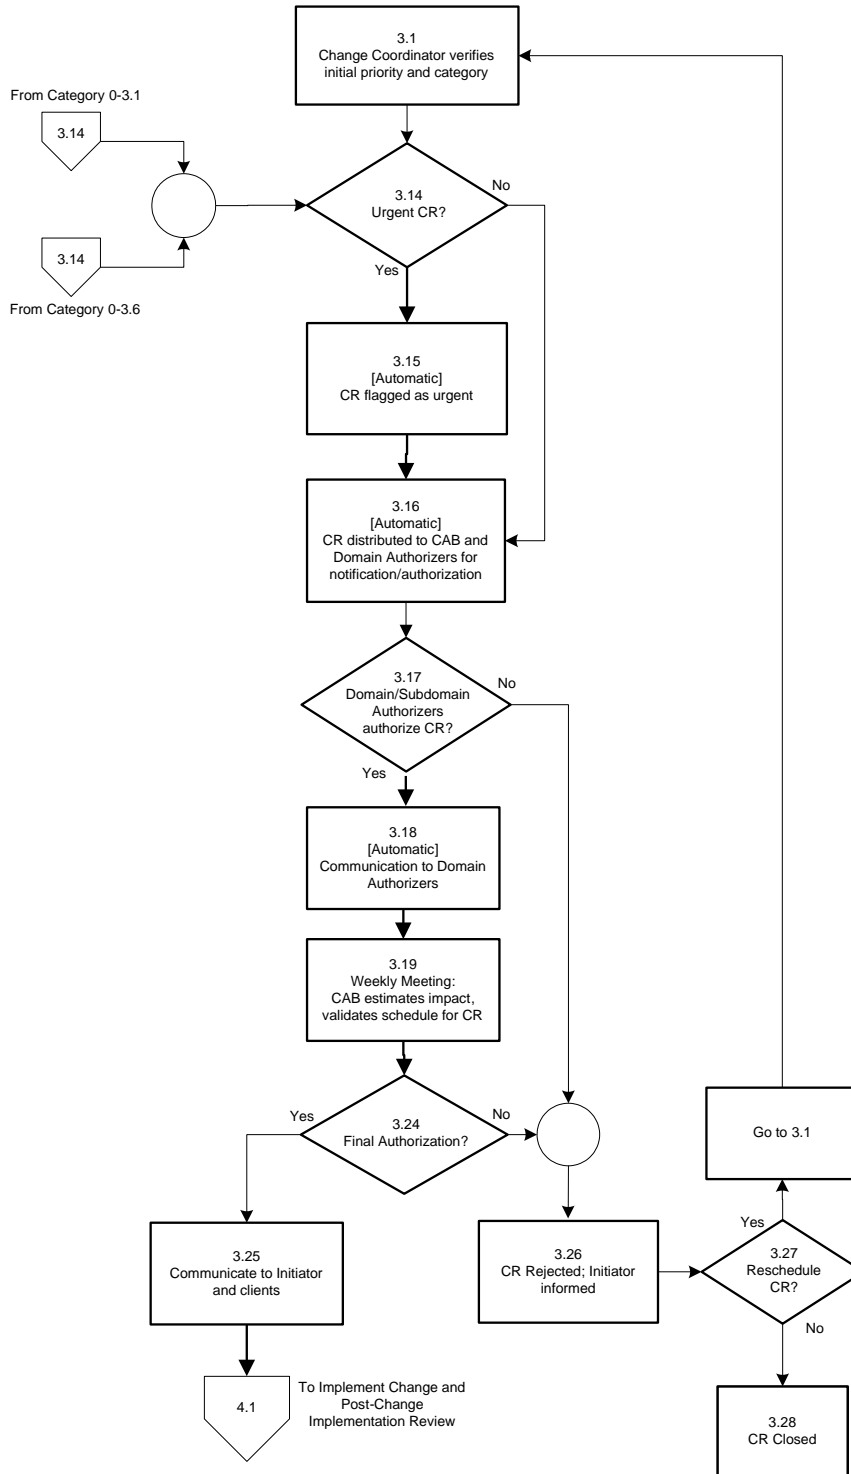 3.1
Change Coordinator verifies
initial priority and category
From Category 0-3.1
3.14
3.14
Urgent CR?
No
Yes
3.14
From Category 0-3.6
3.15
[Automatic]
CR flagged as urgent
3.16
[Automatic]
CR distributed to CAB and
Domain Authorizers for
notification/authorization
3.17
Domain/Subdomain
Authorizers
authorize CR?
No
Yes
3.18
[Automatic]
Communication to Domain
Authorizers
3.19
Weekly Meeting:
CAB estimates impact,
validates schedule for CR
Yes
3.24
Final Authorization?
No
Go to 3.1
3.25
Communicate to Initiator
and clients
3.26
CR Rejected; Initiator
informed
Yes
3.27
Reschedule
CR?
No
4.1
To Implement Change and
Post-Change
Implementation Review
3.28
CR Closed